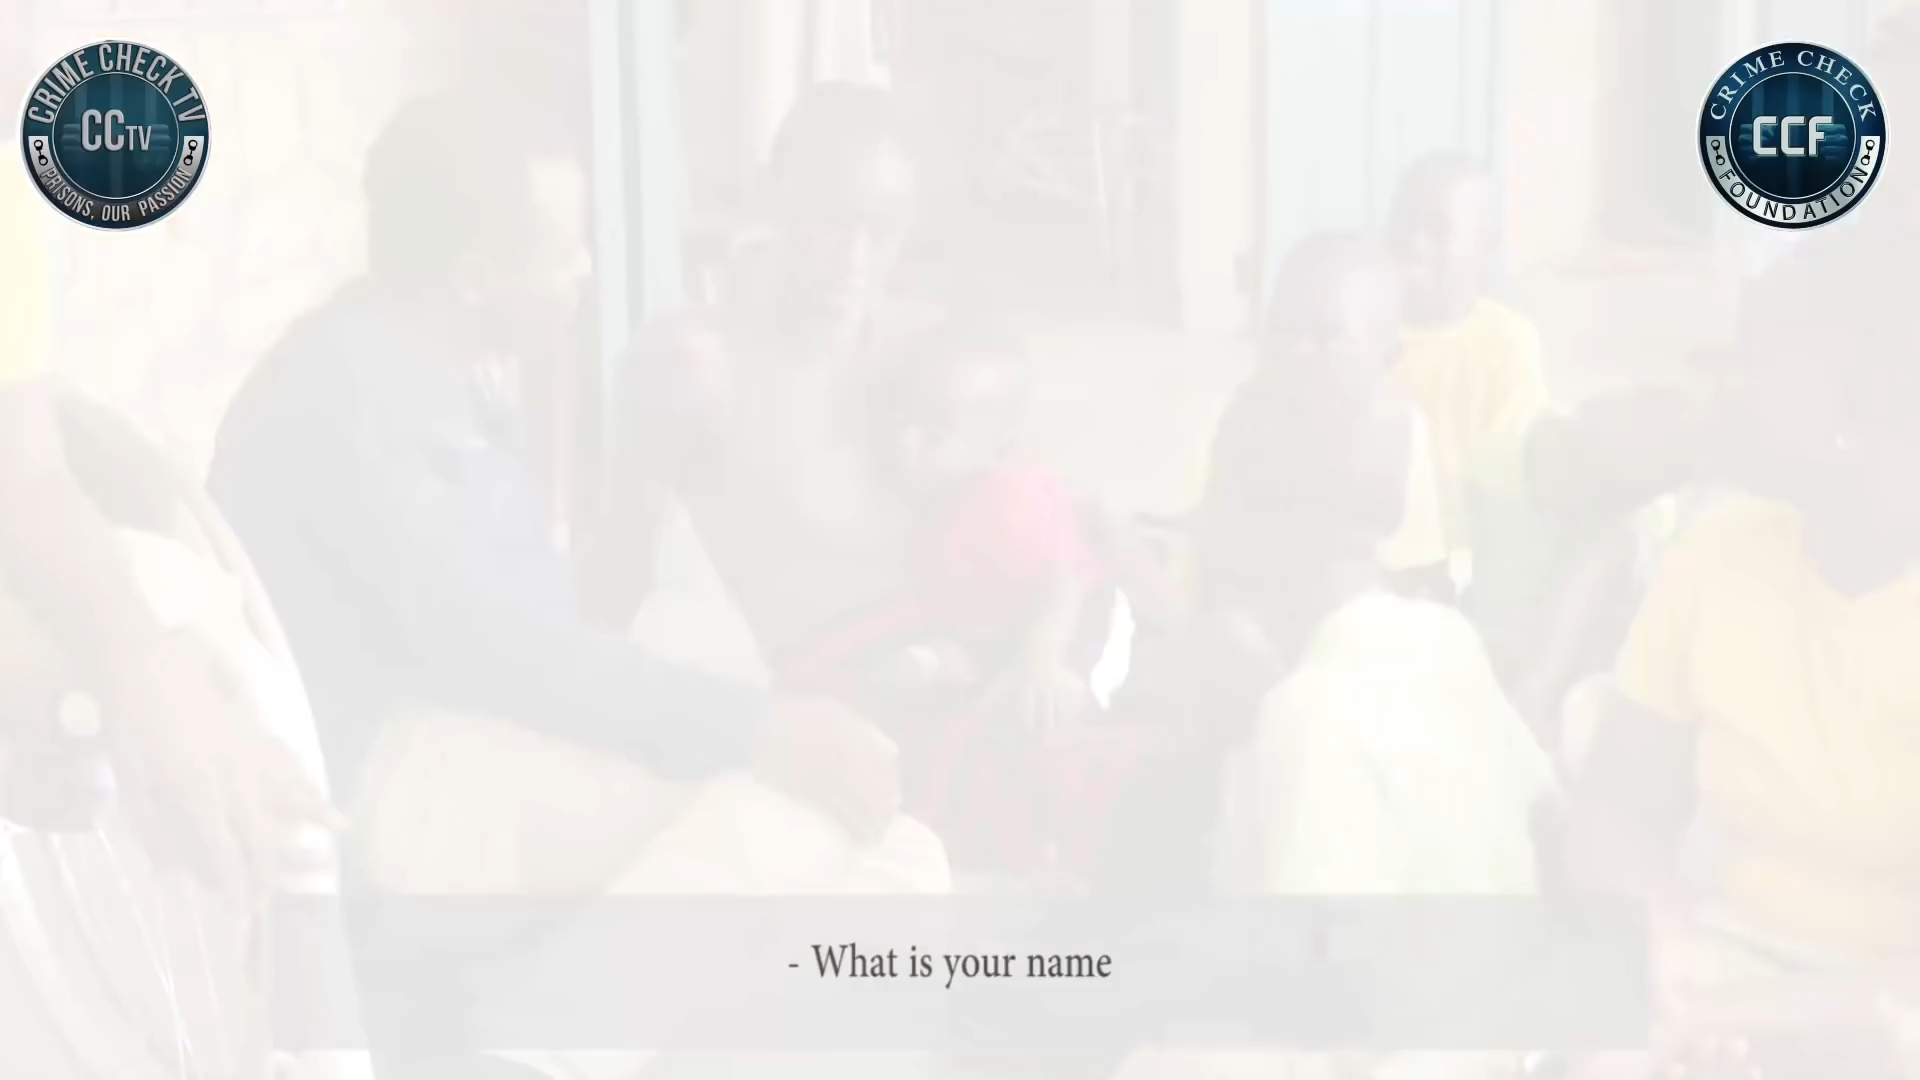 CRIME CHECK TV
CCTV
PRISONS, OUR PASSION
CRIME CHECK
CCF
FOUNDATION
- What is your name